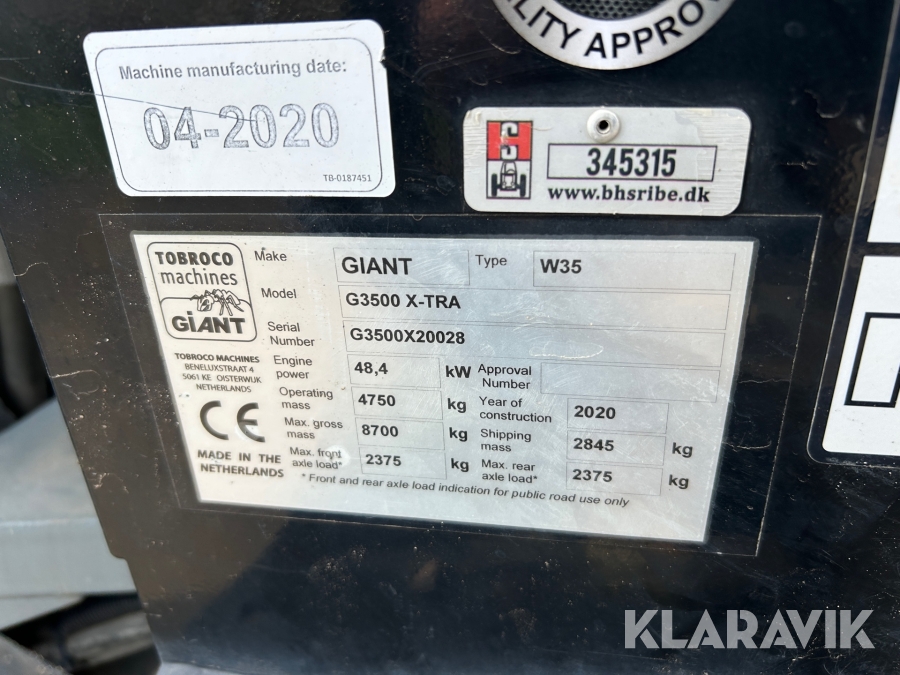 LITY APPROV
Machine manufacturing date:
04-2020
TB-0187451
S
345315
www.bhsribe.dk
TOBROCO
machines
GiANT
TOBROCO MACHINES
BENELUXSTRAAT 4
5061 KE OISTERWIJK
NETHERLANDS
CE
MADE IN THE
NETHERLANDS
Make GIANT Type W35
Model G3500 X-TRA
Serial Number G3500X20028
Engine power 48,4 kW Approval Number
Operating mass 4750 kg Year of construction 2020
Max. gross mass 8700 kg Shipping mass 2845 kg
Max. front axle load* 2375 kg Max. rear axle load* 2375 kg
* Front and rear axle load indication for public road use only
KLARAVIK